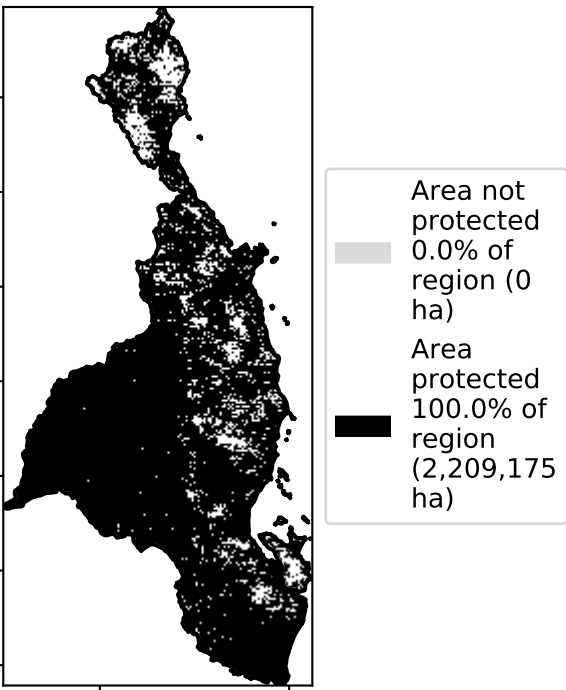 Area not
protected
0.0% of
region (0
ha)
Area
protected
100.0% of
region
(2,209,175
ha)